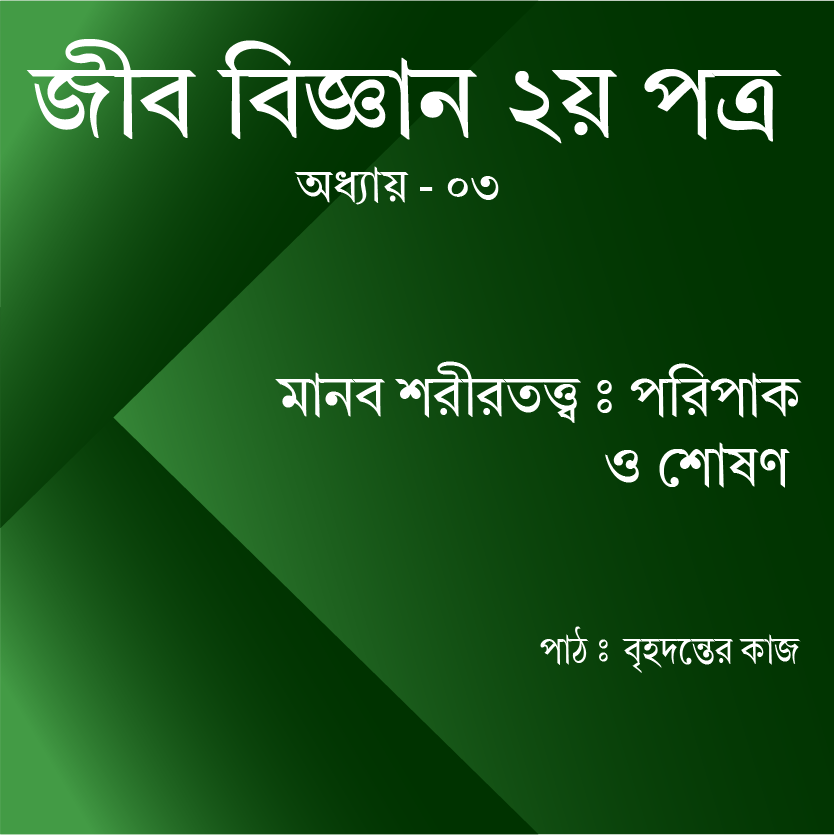 জীব বিজ্ঞান ২য় পত্র
অধ্যায় - ০৩
মানব শরীরতত্ত্ব ঃ পরিপাক
ও শোষণ
পাঠ ঃ বৃহদন্তের কাজ